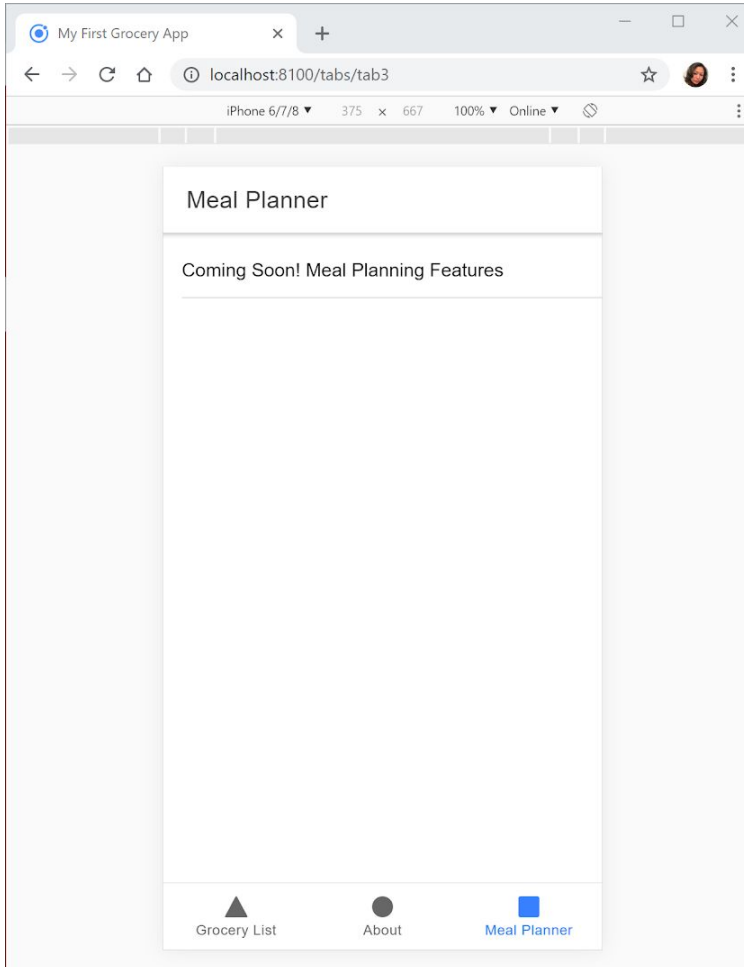 My First Grocery App
localhost:8100/tabs/tab3
iPhone 6/7/8 ▼ 375 x 667 100% ▼ Online ▼
Meal Planner
Coming Soon! Meal Planning Features
Grocery List About Meal Planner